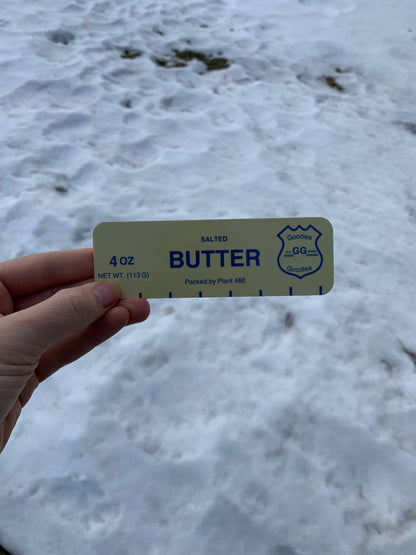 SALTED
4 OZ
BUTTER
NET WT. (113 G)
Packed by Plant 460
Goodies
GG
Goodies